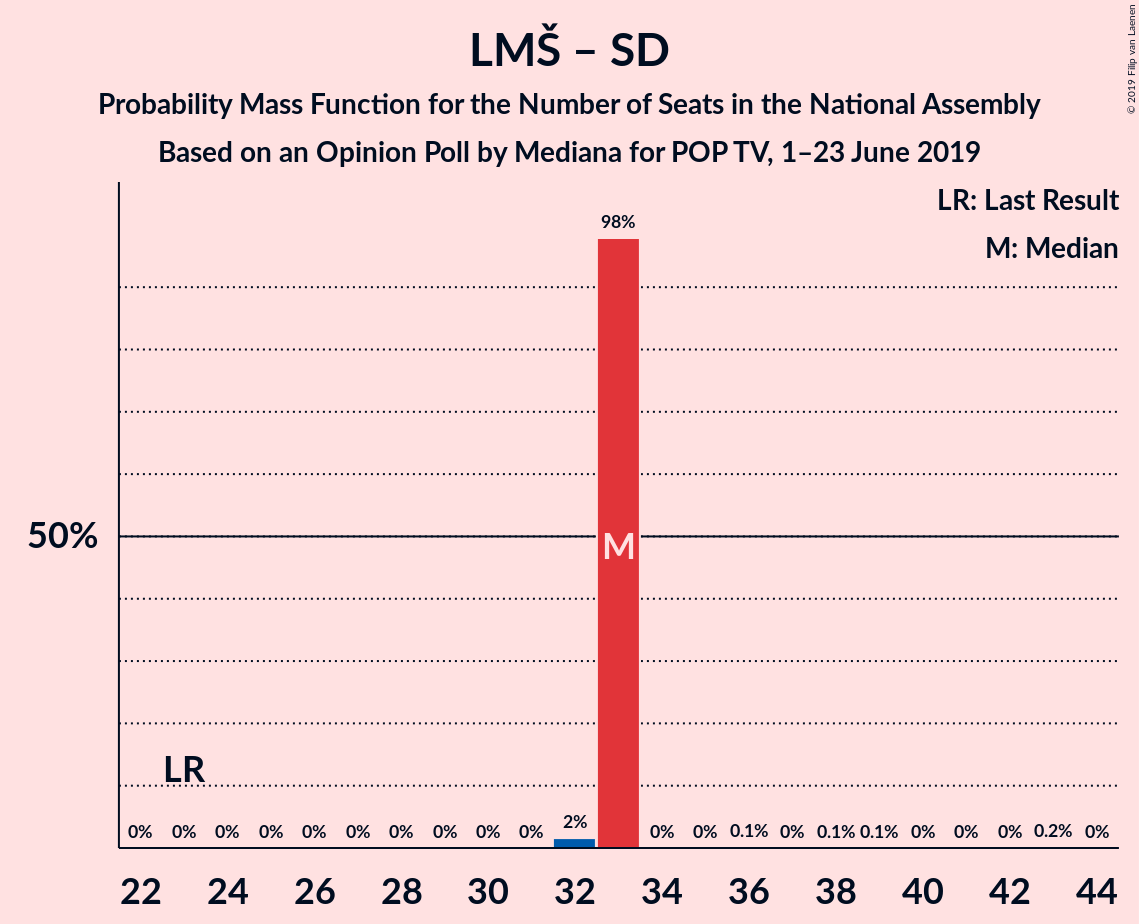 LMŠ – SD
Probability Mass Function for the Number of Seats in the National Assembly
Based on an Opinion Poll by Mediana for POP TV, 1–23 June 2019
© 2019 Filip van Laenen
LR: Last Result
M: Median
98%
50%
M
LR
0% 0% 0% 0% 0% 0% 0% 0% 0% 0% 2% 0% 0% 0.1% 0% 0.1% 0.1% 0% 0% 0% 0.2% 0%
22 24 26 28 30 32 34 36 38 40 42 44